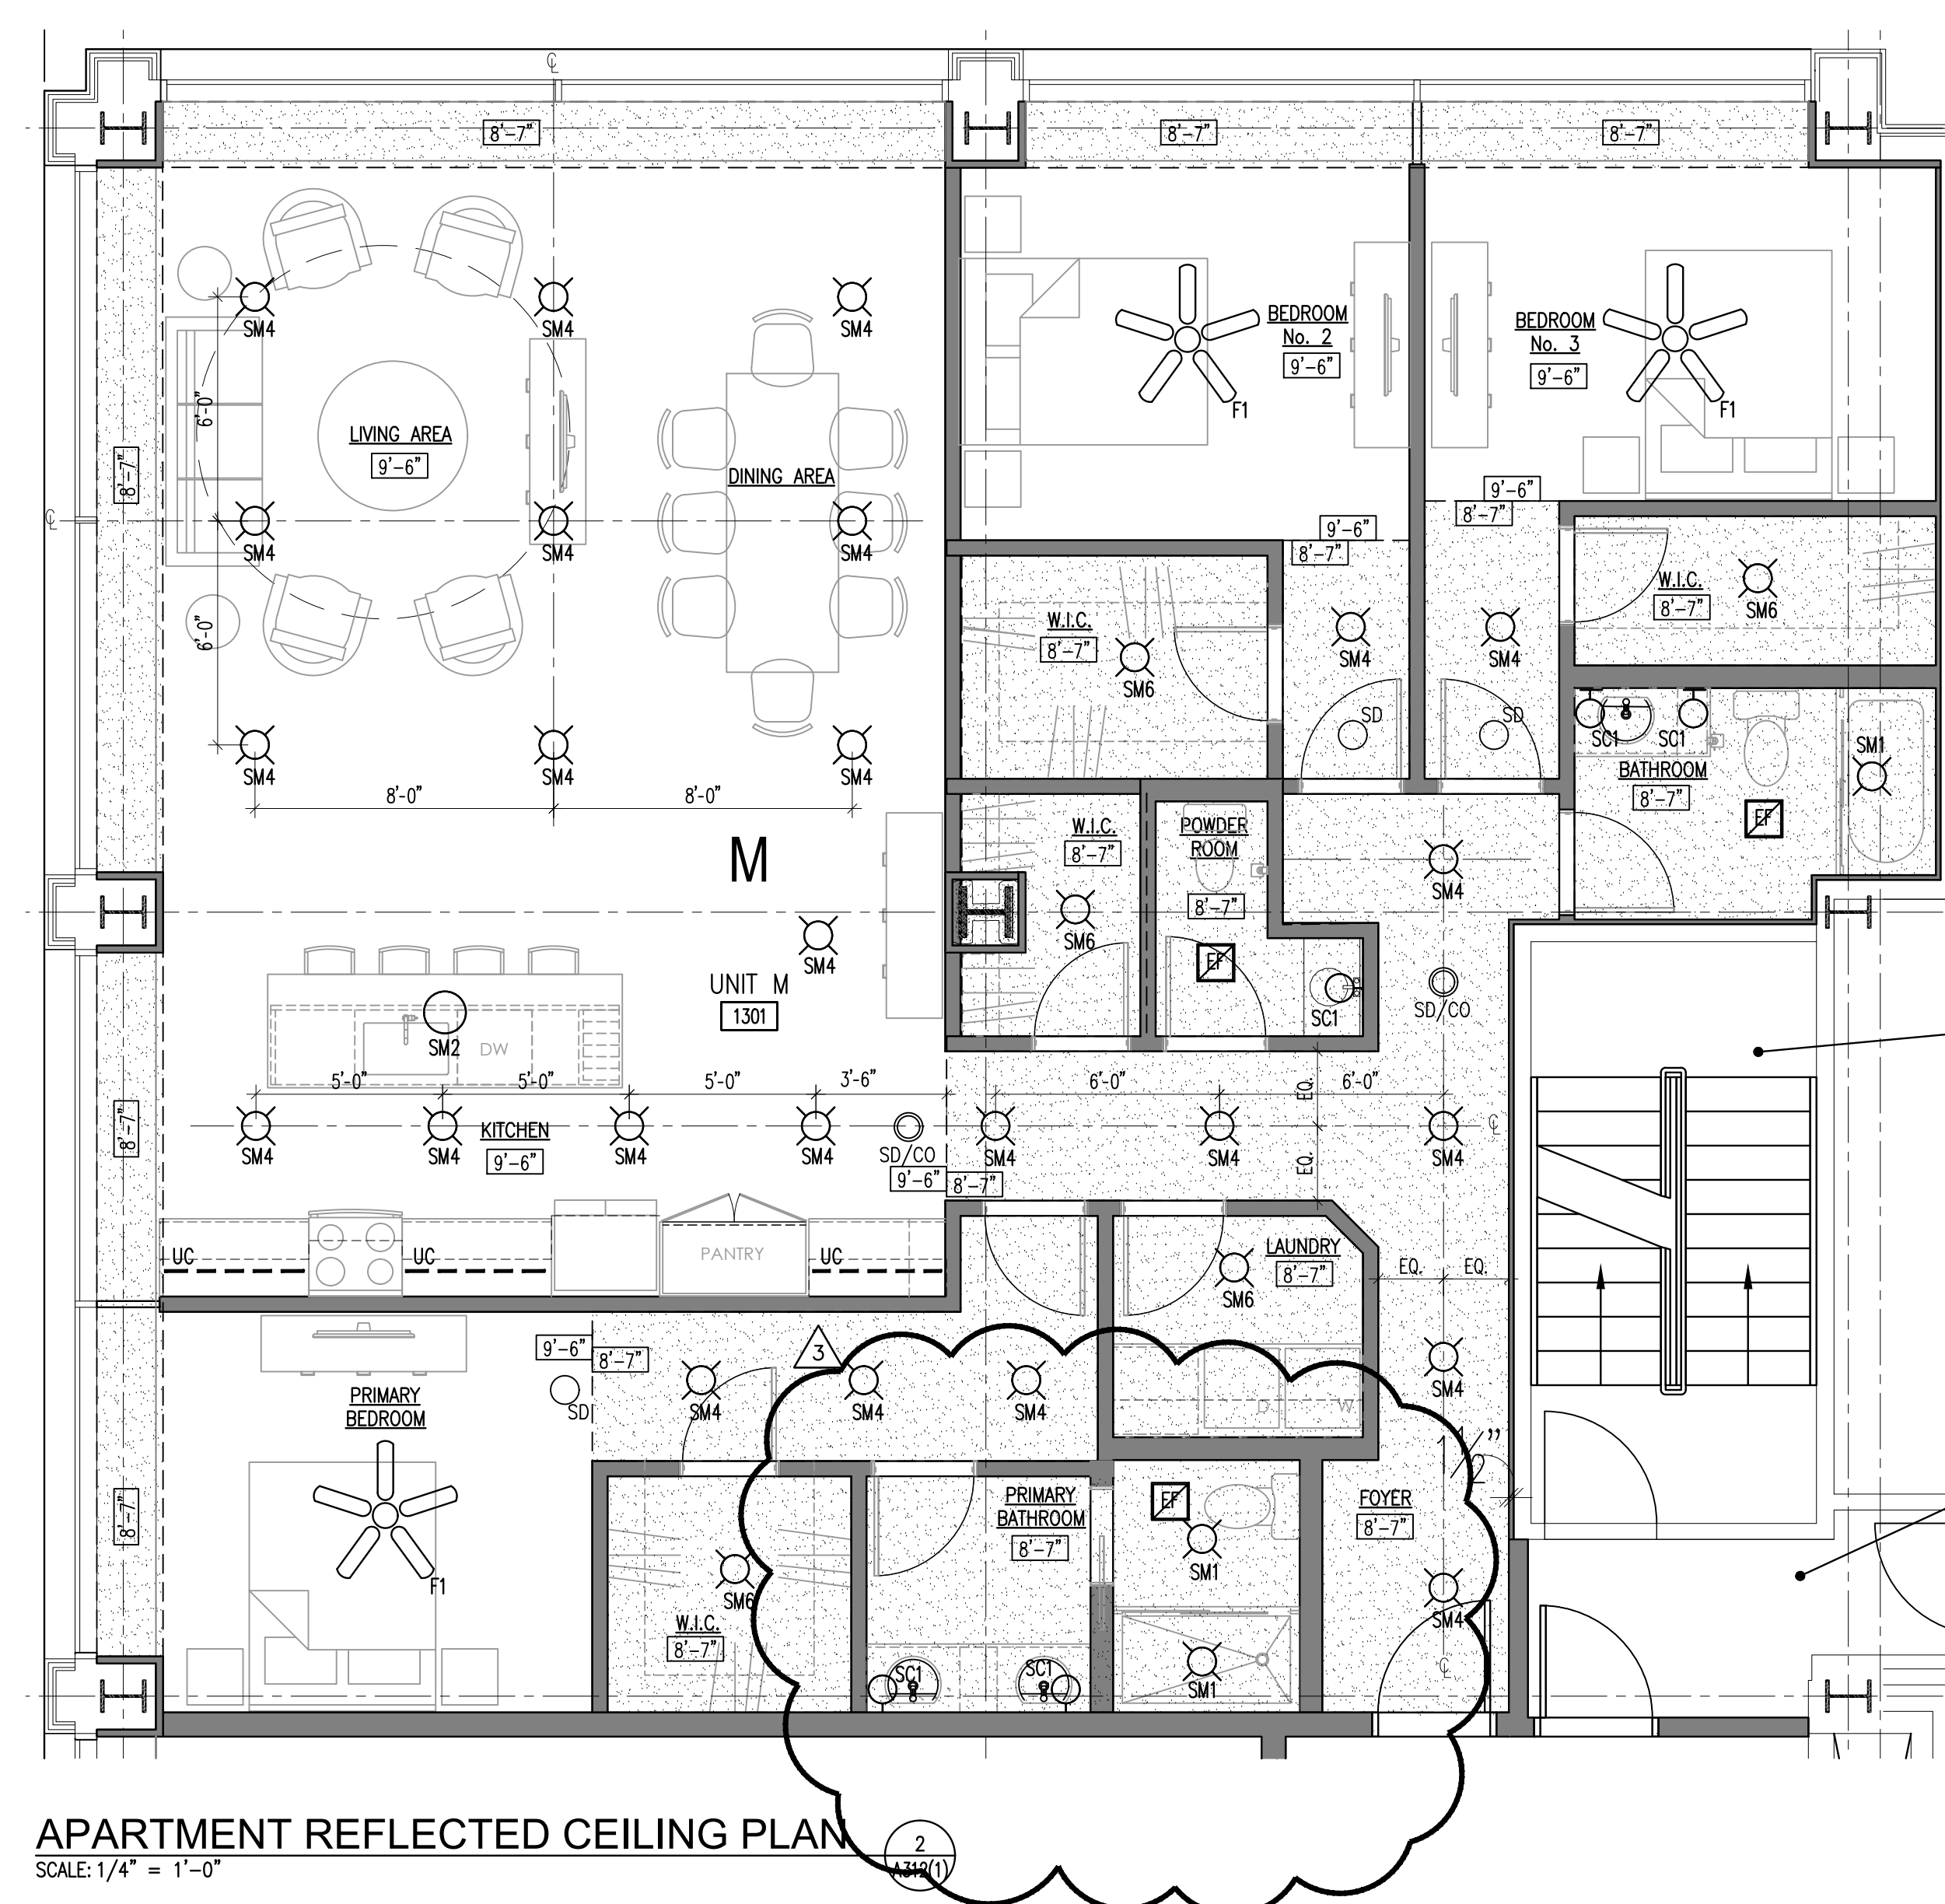 ℄
8'-7"
8'-7"
8'-7"
SM4
SM4
SM4
BEDROOM
No. 2
9'-6"
F1
BEDROOM
No. 3
9'-6"
F1
6'-0"
LIVING AREA
9'-6"
DINING AREA
8'-7"
9'-6"
8'-7"
9'-6"
8'-7"
℄
SM4
SM4
SM4
W.I.C.
8'-7"
SM6
6'-0"
W.I.C.
8'-7"
SM6
SM4
SM4
SD
SD
SC1
SC1
SM1
BATHROOM
8'-7"
EF
SM4
SM4
SM4
8'-0"
8'-0"
M
W.I.C.
8'-7"
POWDER
ROOM
8'-7"
SM4
SM6
EF
SM4
UNIT M
1301
SC1
SD/CO
SM2
DW
5'-0"
5'-0"
5'-0"
3'-6"
6'-0"
6'-0"
EQ.
8'-7"
SM4
SM4
KITCHEN
9'-6"
SM4
SM4
SD/CO
9'-6"
8'-7"
SM4
SM4
EQ.
SM4
℄
UC
UC
PANTRY
UC
LAUNDRY
8'-7"
SM6
EQ.
EQ.
9'-6"
8'-7"
3
SD
SM4
SM4
SM4
SM4
D
W
PRIMARY
BEDROOM
F1
8'-7"
1 1/2"
PRIMARY
BATHROOM
8'-7"
EF
SM1
FOYER
8'-7"
SM6
W.I.C.
8'-7"
SM4
℄
SC1
SC1
SM1
APARTMENT REFLECTED CEILING PLAN
SCALE: 1/4" = 1'-0"
2
A312(1)